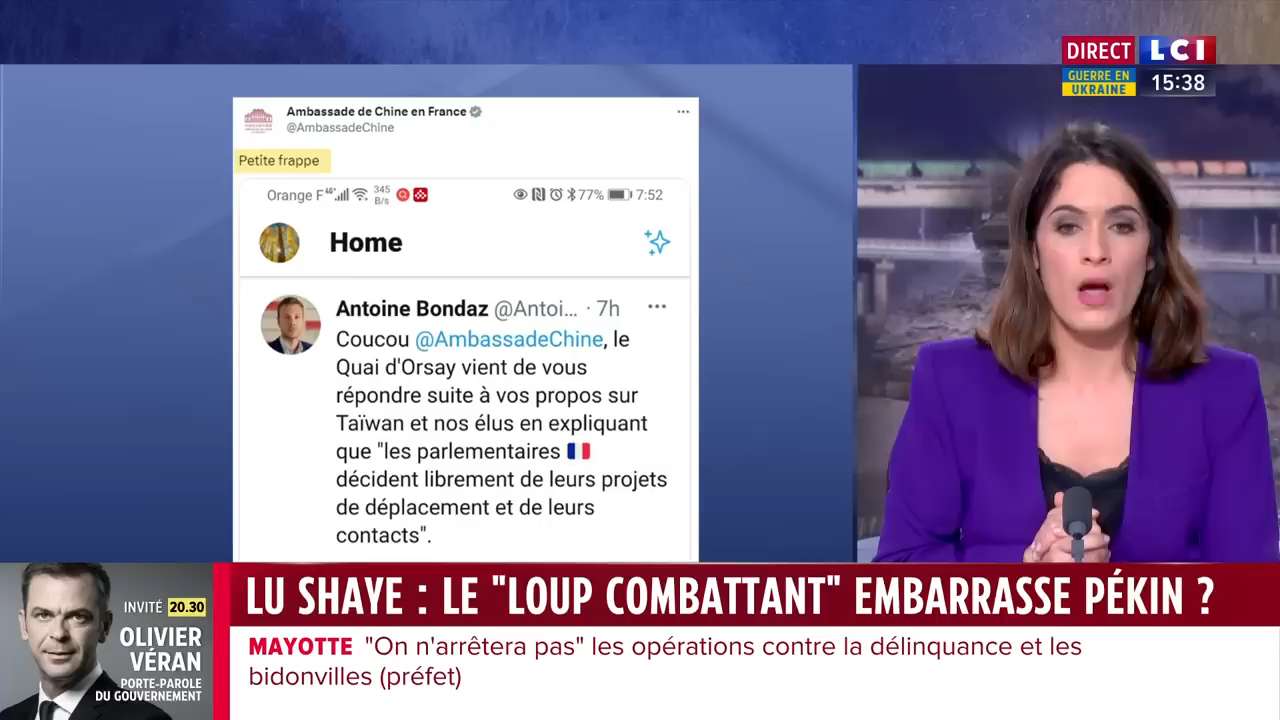 DIRECT LCI
GUERRE EN
UKRAINE
15:38
Ambassade de Chine en France
@AmbassadeChine
Petite frappe
Orange F 4G 345 B/s 77% 7:52
Home
Antoine Bondaz @Antoi... · 7h
Coucou @AmbassadeChine, le
Quai d'Orsay vient de vous
répondre suite à vos propos sur
Taïwan et nos élus en expliquant
que "les parlementaires 🇫🇷
décident librement de leurs projets
de déplacement et de leurs
contacts".
INVITÉ 20.30
OLIVIER
VÉRAN
PORTE-PAROLE
DU GOUVERNEMENT
LU SHAYE : LE "LOUP COMBATTANT" EMBARRASSE PÉKIN ?
MAYOTTE "On n'arrêtera pas" les opérations contre la délinquance et les
bidonvilles (préfet)